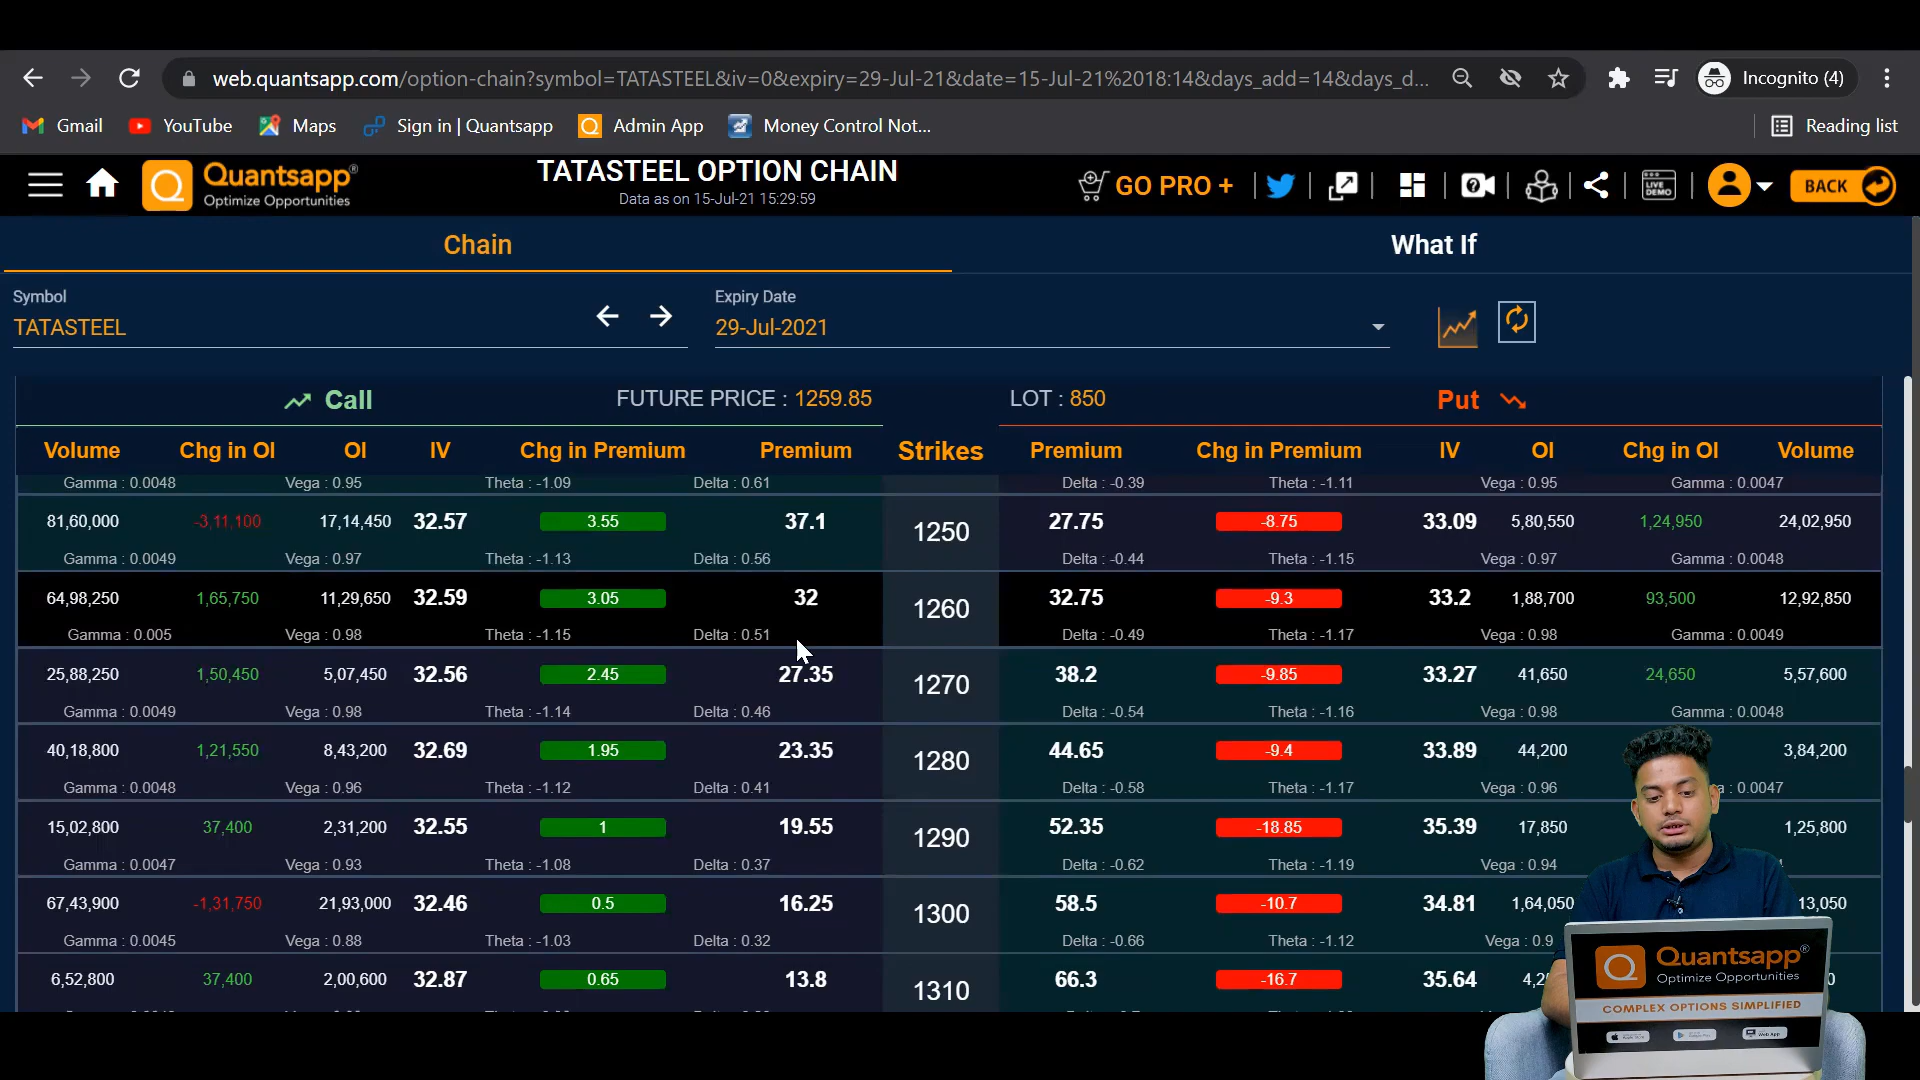 web.quantsapp.com/option-chain?symbol=TATASTEEL&iv=0&expiry=29-Jul-21&date=15-Jul-21%2018:14&days_add=14&days_d... Incognito (4)
Gmail YouTube Maps Sign in | Quantsapp Admin App Money Control Not... Reading list
Quantsapp® Optimize Opportunities
TATASTEEL OPTION CHAIN
Data as on 15-Jul-21 15:29:59
GO PRO + LIVE DEMO BACK
Chain What If
Symbol Expiry Date
TATASTEEL 29-Jul-2021
Call FUTURE PRICE : 1259.85 LOT : 850 Put
Volume Chg in OI OI IV Chg in Premium Premium Strikes Premium Chg in Premium IV OI Chg in OI Volume
Gamma : 0.0048 Vega : 0.95 Theta : -1.09 Delta : 0.61 Delta : -0.39 Theta : -1.11 Vega : 0.95 Gamma : 0.0047
81,60,000 -3,11,100 17,14,450 32.57 3.55 37.1 1250 27.75 -8.75 33.09 5,80,550 1,24,950 24,02,950
Gamma : 0.0049 Vega : 0.97 Theta : -1.13 Delta : 0.56 Delta : -0.44 Theta : -1.15 Vega : 0.97 Gamma : 0.0048
64,98,250 1,65,750 11,29,650 32.59 3.05 32 1260 32.75 -9.3 33.2 1,88,700 93,500 12,92,850
Gamma : 0.005 Vega : 0.98 Theta : -1.15 Delta : 0.51 Delta : -0.49 Theta : -1.17 Vega : 0.98 Gamma : 0.0049
25,88,250 1,50,450 5,07,450 32.56 2.45 27.35 1270 38.2 -9.85 33.27 41,650 24,650 5,57,600
Gamma : 0.0049 Vega : 0.98 Theta : -1.14 Delta : 0.46 Delta : -0.54 Theta : -1.16 Vega : 0.98 Gamma : 0.0048
40,18,800 1,21,550 8,43,200 32.69 1.95 23.35 1280 44.65 -9.4 33.89 44,200 3,84,200
Gamma : 0.0048 Vega : 0.96 Theta : -1.12 Delta : 0.41 Delta : -0.58 Theta : -1.17 Vega : 0.96 a : 0.0047
15,02,800 37,400 2,31,200 32.55 1 19.55 1290 52.35 -18.85 35.39 17,850 1,25,800
Gamma : 0.0047 Vega : 0.93 Theta : -1.08 Delta : 0.37 Delta : -0.62 Theta : -1.19 Vega : 0.94
67,43,900 -1,31,750 21,93,000 32.46 0.5 16.25 1300 58.5 -10.7 34.81 1,64,050 13,050
Gamma : 0.0045 Vega : 0.88 Theta : -1.03 Delta : 0.32 Delta : -0.66 Theta : -1.12 Vega : 0.9
6,52,800 37,400 2,00,600 32.87 0.65 13.8 1310 66.3 -16.7 35.64 4,2 0
Quantsapp®
Optimize Opportunities
COMPLEX OPTIONS SIMPLIFIED
Web App